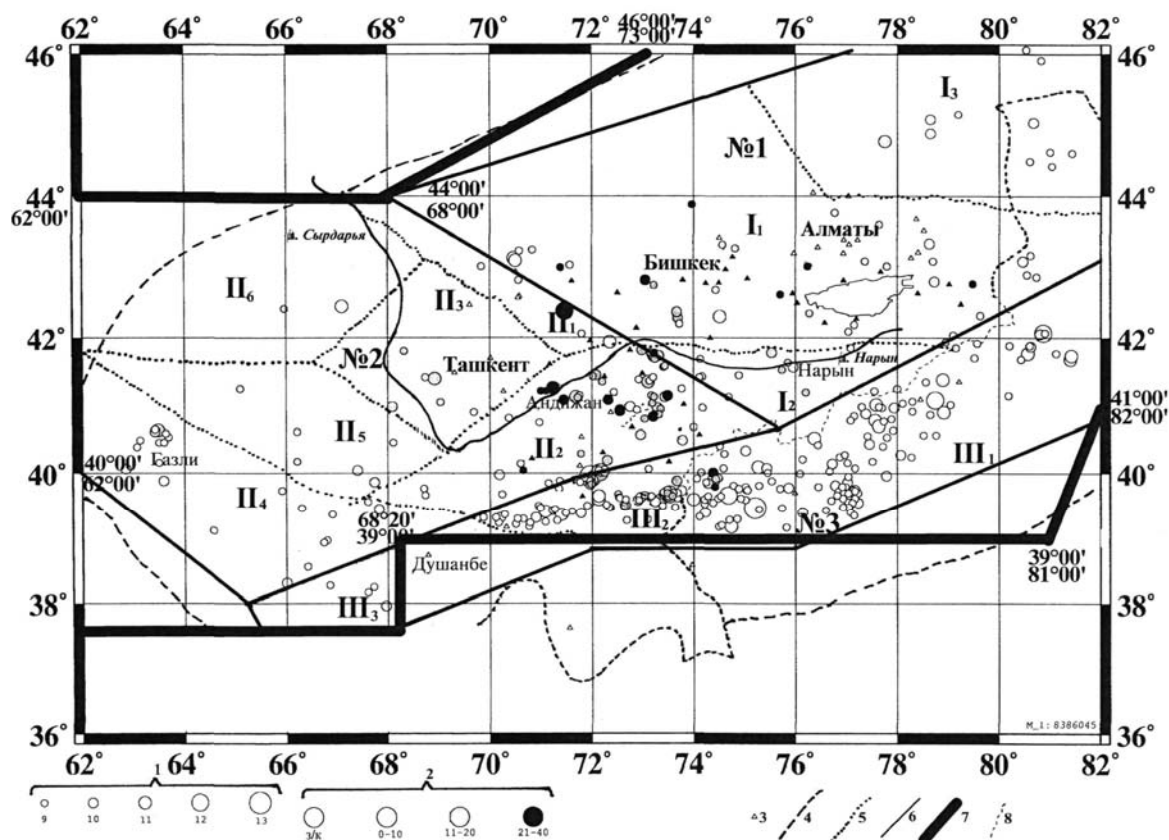 62° 64° 66° 68° 70° 72° 74° 76° 78° 80° 82°
46°00'
73°00'
46° 46°
I₃
№1
44° 44°00' 44°
62°00' 68°00'
I₁ Алматы
Сырдарья
Бишкек
II₆ II₃
42° II₁ 42°
№2 Ташкент Нарын
Нарын
Андижан
I₂ 41°00'
82°00'
II₅ II₂ III₁
Базли
40° 40°00' 40°
62°00'
II₄
68°20' III₂ №3
39°00'
Душанбе 39°00'
81°00'
38° III₃ 38°
M_1: 8386045
36° 36°
62° 64° 66° 68° 70° 72° 74° 76° 78° 80° 82°
1 2
3 4 5 6 7 8
9 10 11 12 13 з/к 0-10 11-20 21-40